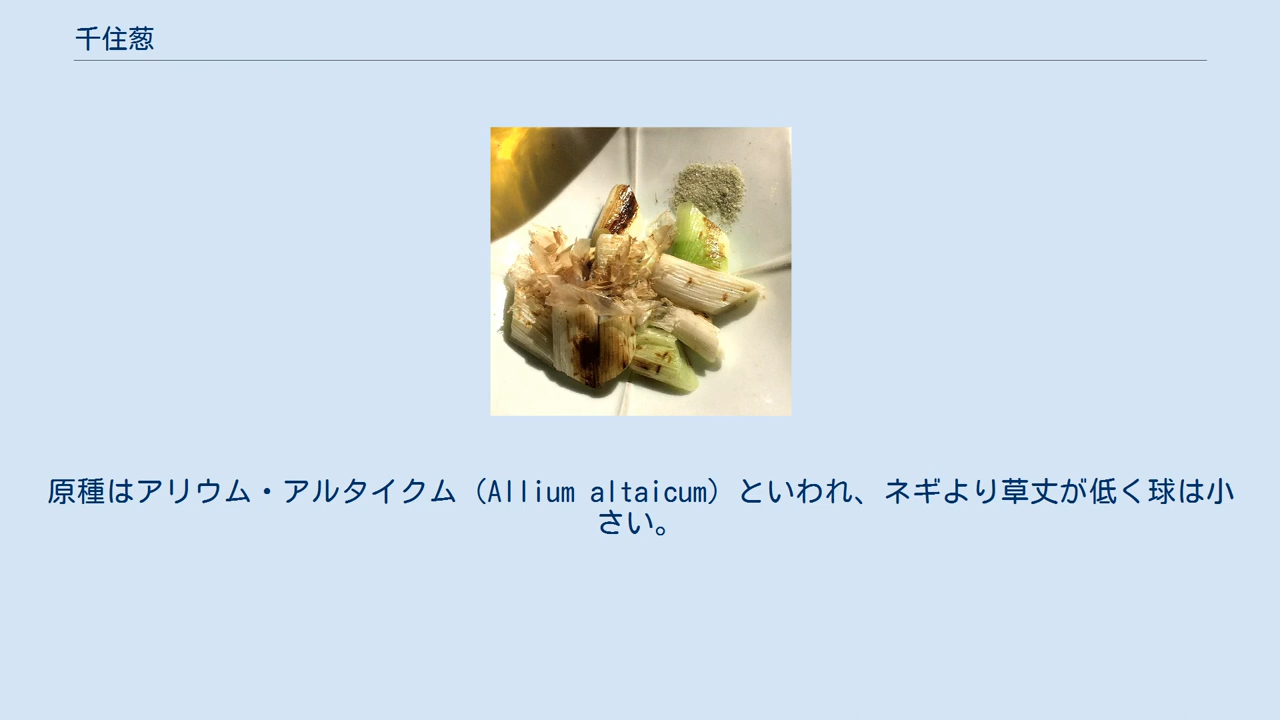 千住葱
原種はアリウム・アルタイクム（Allium altaicum）といわれ、ネギより草丈が低く球は小
さい。